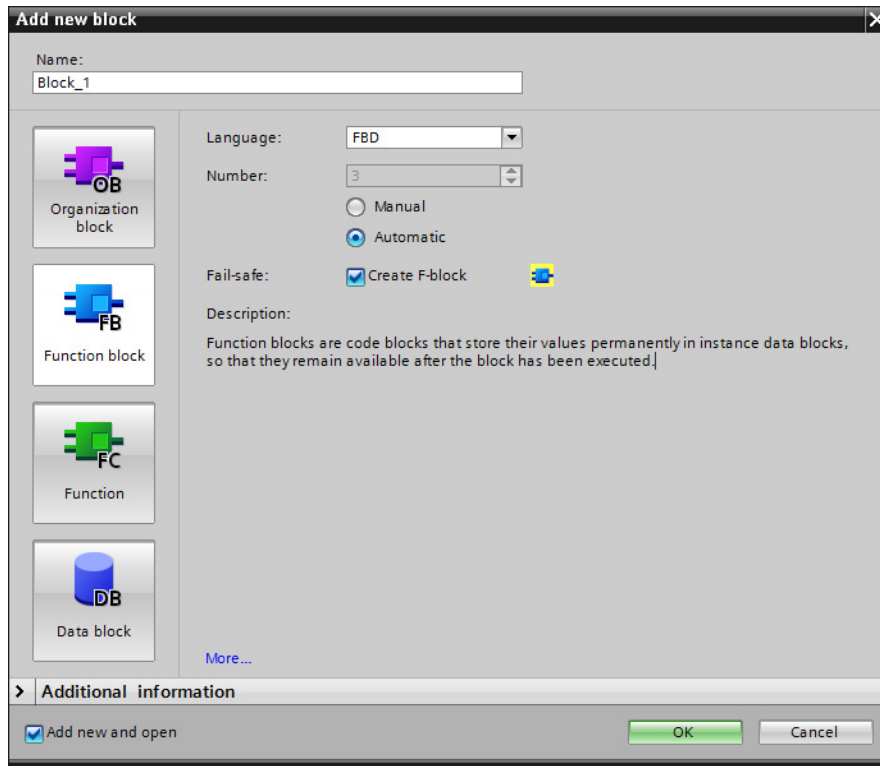 Add new block
Name:
Block_1
Language:
FBD
Number:
3
Manual
Automatic
Fail-safe:
Create F-block
Description:
Function blocks are code blocks that store their values permanently in instance data blocks,
so that they remain available after the block has been executed.
OB
Organization
block
FB
Function block
FC
Function
DB
Data block
More...
Additional information
Add new and open
OK
Cancel